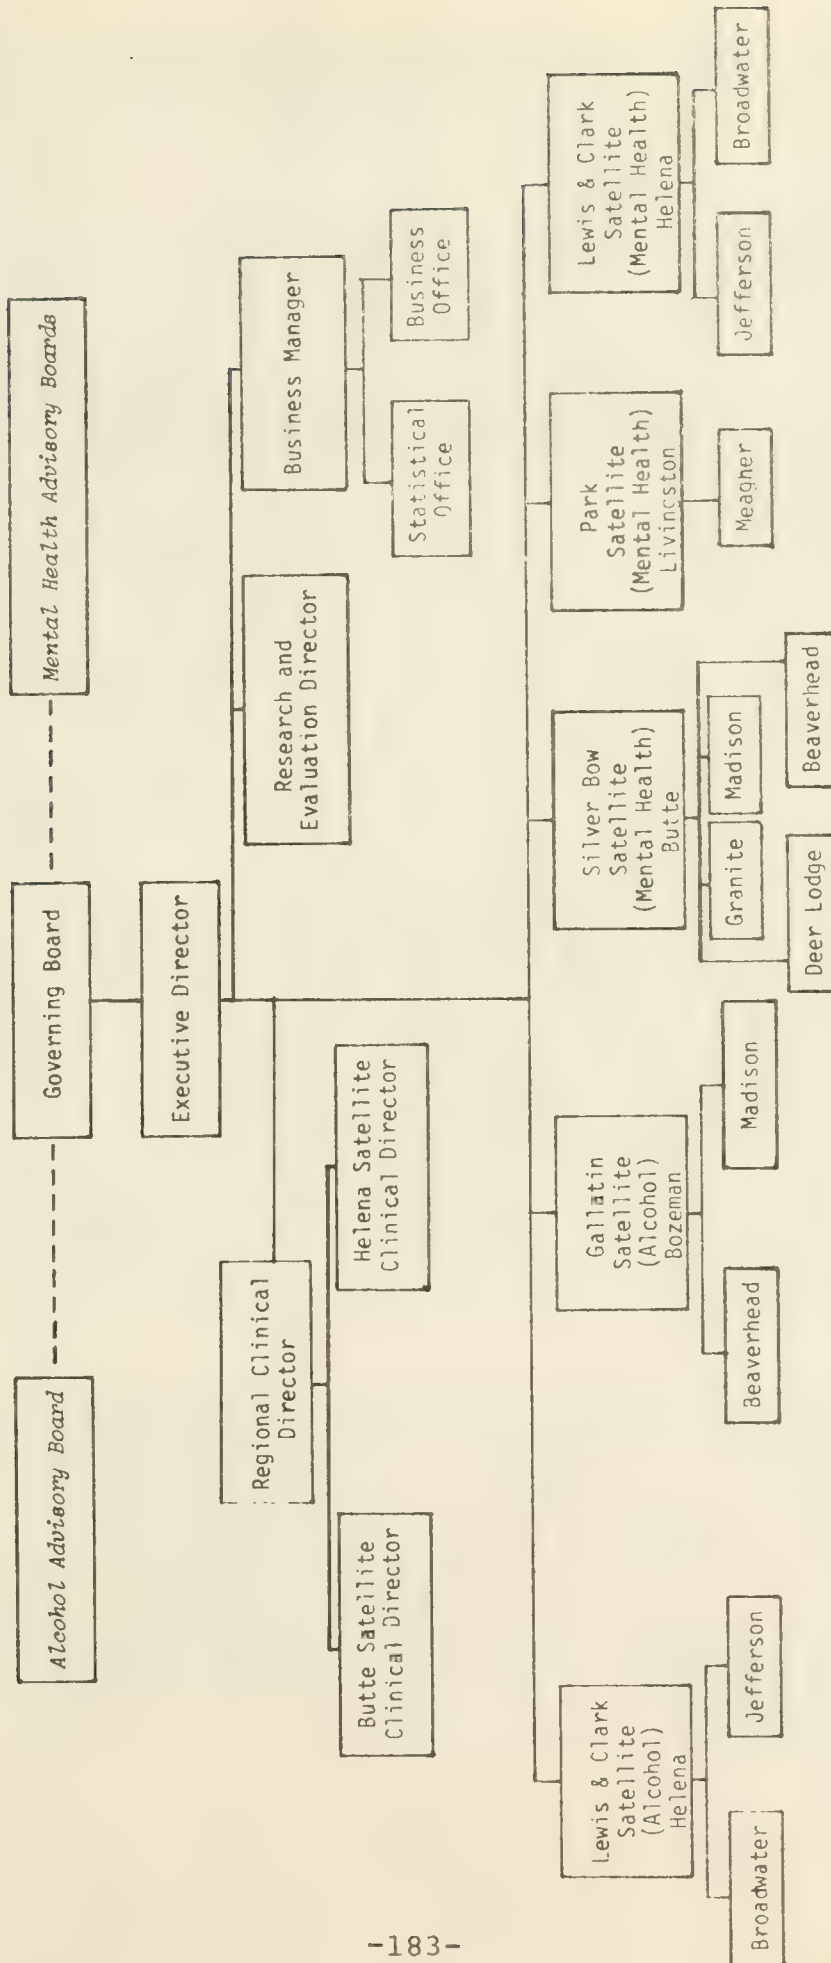 Alcohol Advisory Board
Governing Board
Mental Health Advisory Boards
Executive Director
Regional Clinical
Director
Research and
Evaluation Director
Business Manager
Butte Satellite
Clinical Director
Helena Satellite
Clinical Director
Statistical
Office
Business
Office
Lewis & Clark
Satellite
(Alcohol)
Helena
Gallatin
Satellite
(Alcohol)
Bozeman
Silver Bow
Satellite
(Mental Health)
Butte
Park
Satellite
(Mental Health)
Livingston
Lewis & Clark
Satellite
(Mental Health)
Helena
Broadwater
Jefferson
Beaverhead
Madison
Deer Lodge
Granite
Madison
Beaverhead
Meagher
Jefferson
Broadwater
-183-